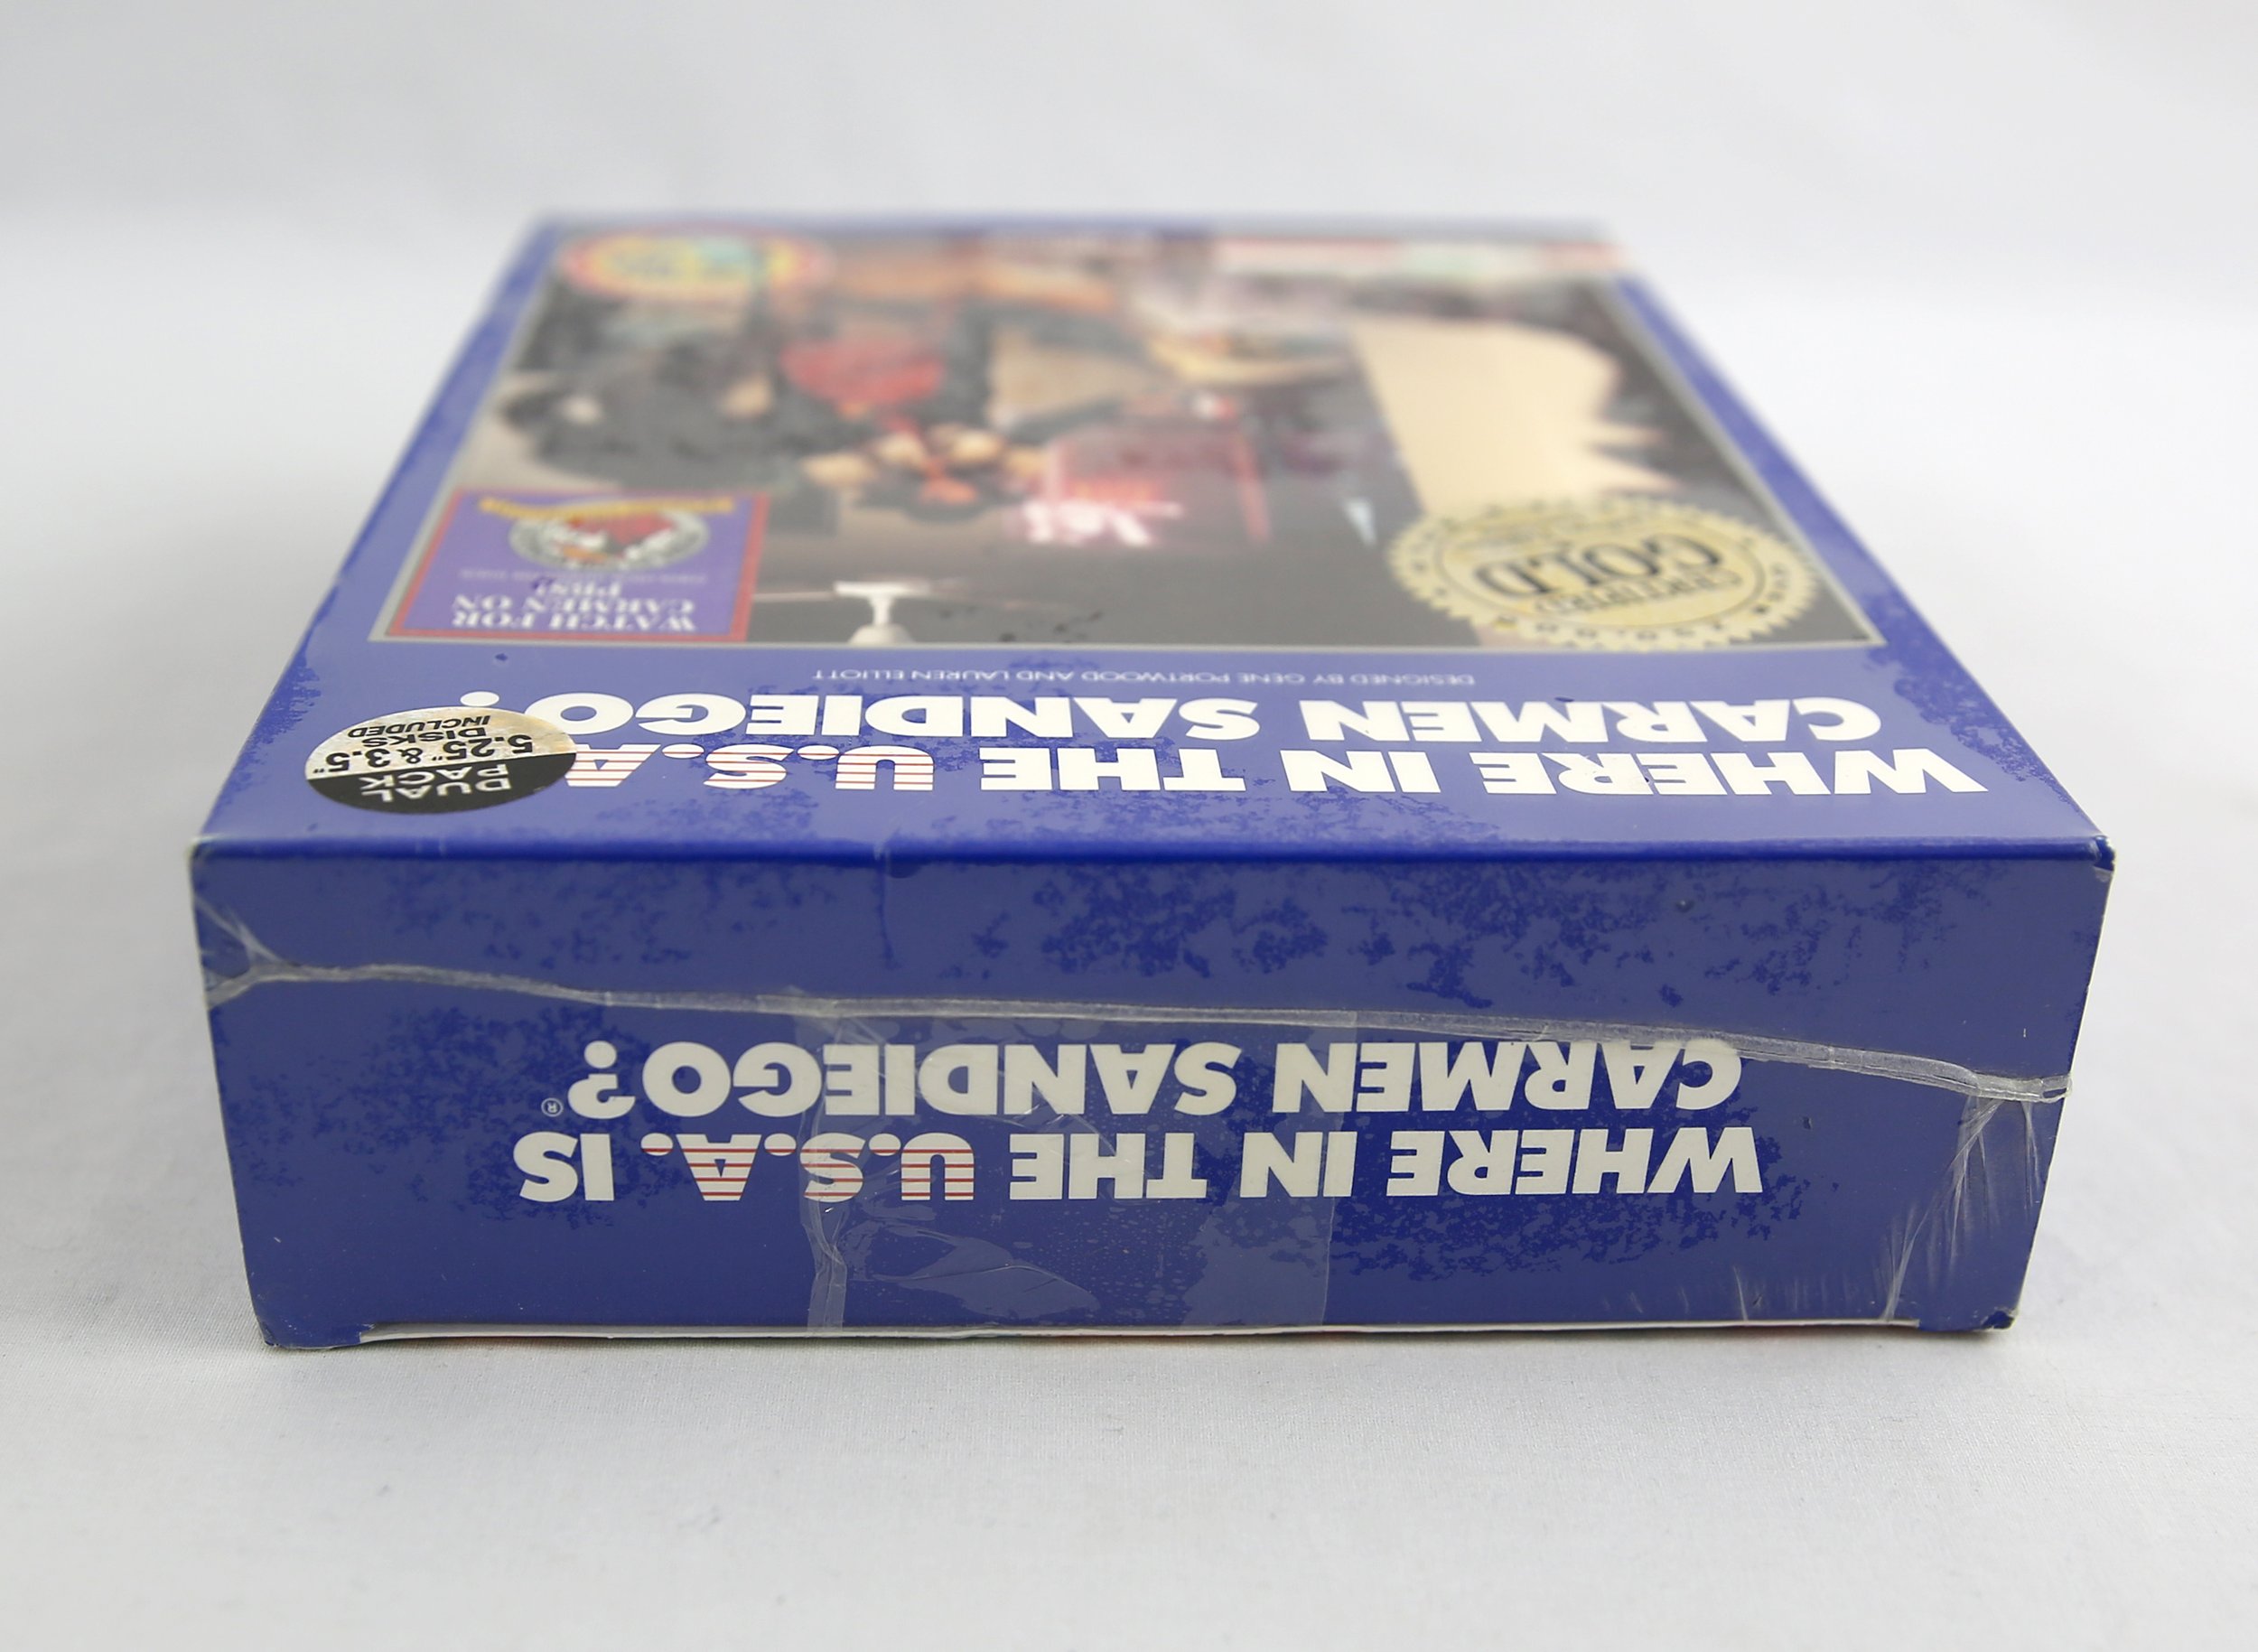 WHERE IN THE U.S.A. IS
CARMEN SANDIEGO?®
WHERE IN THE U.S.A
CARMEN SANDIEGO?
DESIGNED BY GENE PORTWOOD AND LAUREN ELLIOTT
DUAL
PACK
5.25" & 3.5"
DISKS
INCLUDED
WATCH FOR
CARMEN ON
PBS!
CERTIFIED
GOLD